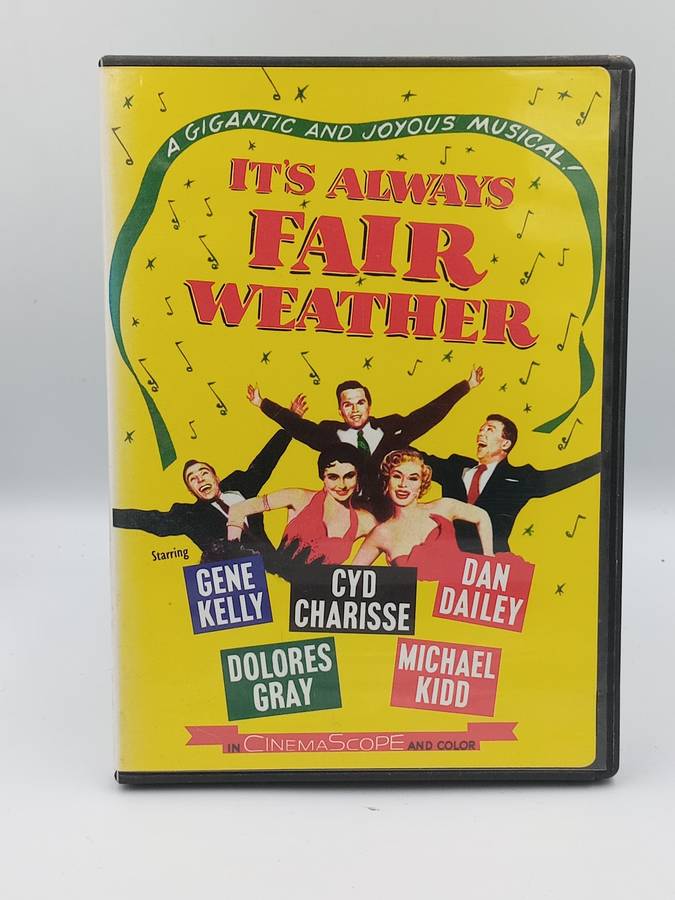 A GIGANTIC AND JOYOUS MUSICAL!
IT'S ALWAYS
FAIR
WEATHER
Starring
GENE
KELLY
CYD
CHARISSE
DAN
DAILEY
DOLORES
GRAY
MICHAEL
KIDD
IN CINEMASCOPE AND COLOR